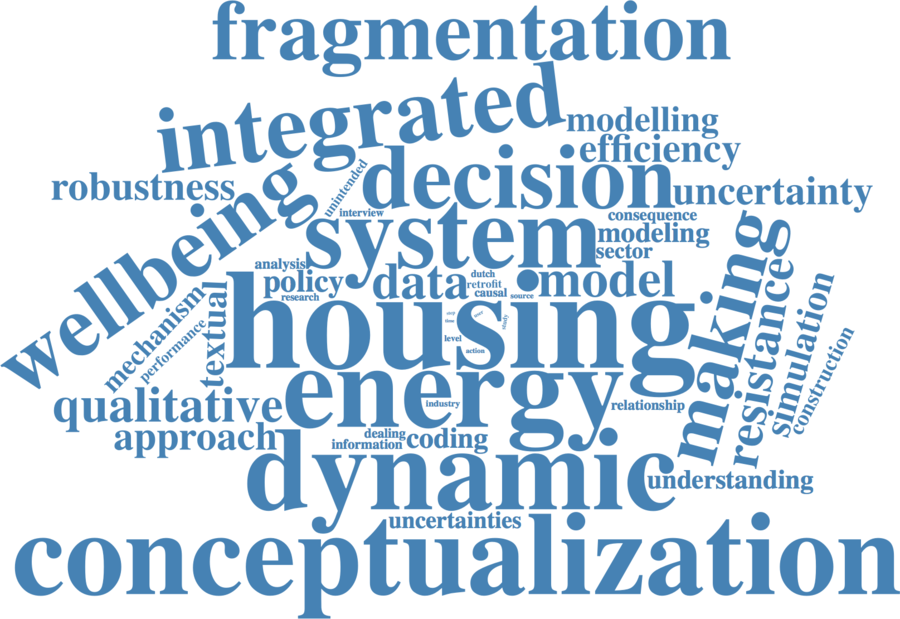 fragmentation
integrated
modelling
efficiency
decision
robustness
unintended
uncertainty
wellbeing
interview
consequence
system
modeling
sector
making
analysis
policy
data
dutch
retrofit
causal
source
model
research
housing
resistance
simulation
construction
mechanism
performance
textual
level
study
action
energy
qualitative
industry
relationship
approach
dealing
information
coding
dynamic
understanding
uncertainties
conceptualization